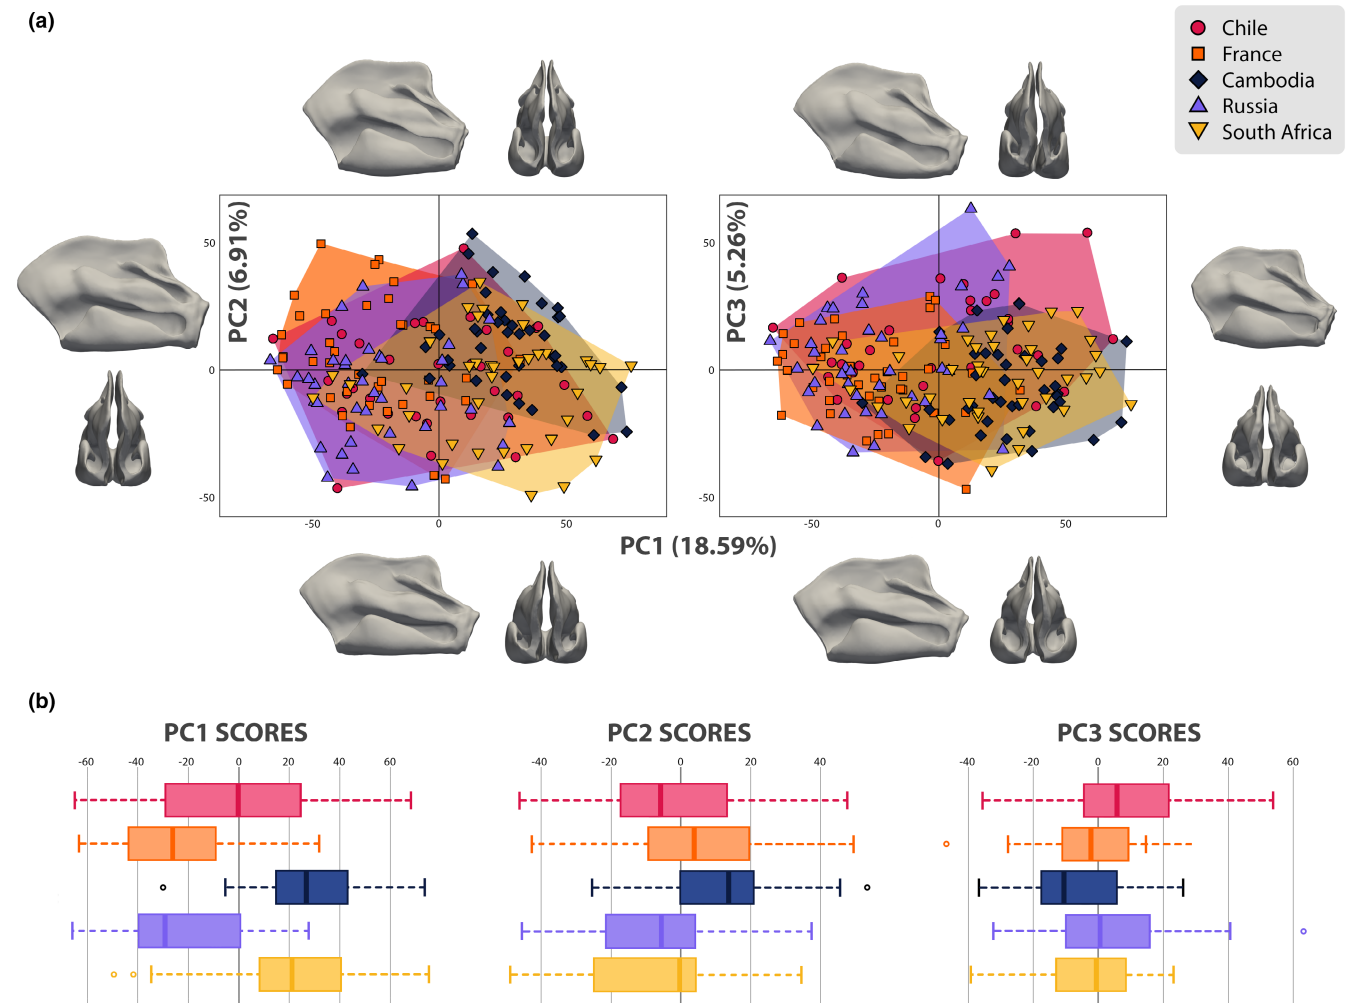 (a)
Chile
France
Cambodia
Russia
South Africa
PC2 (6.91%)
50
0
-50
-50
0
50
PC3 (5.26%)
50
0
-50
-50
0
50
PC1 (18.59%)
(b)
PC1 SCORES
-60 -40 -20 0 20 40 60
PC2 SCORES
-40 -20 0 20 40
PC3 SCORES
-40 -20 0 20 40 60